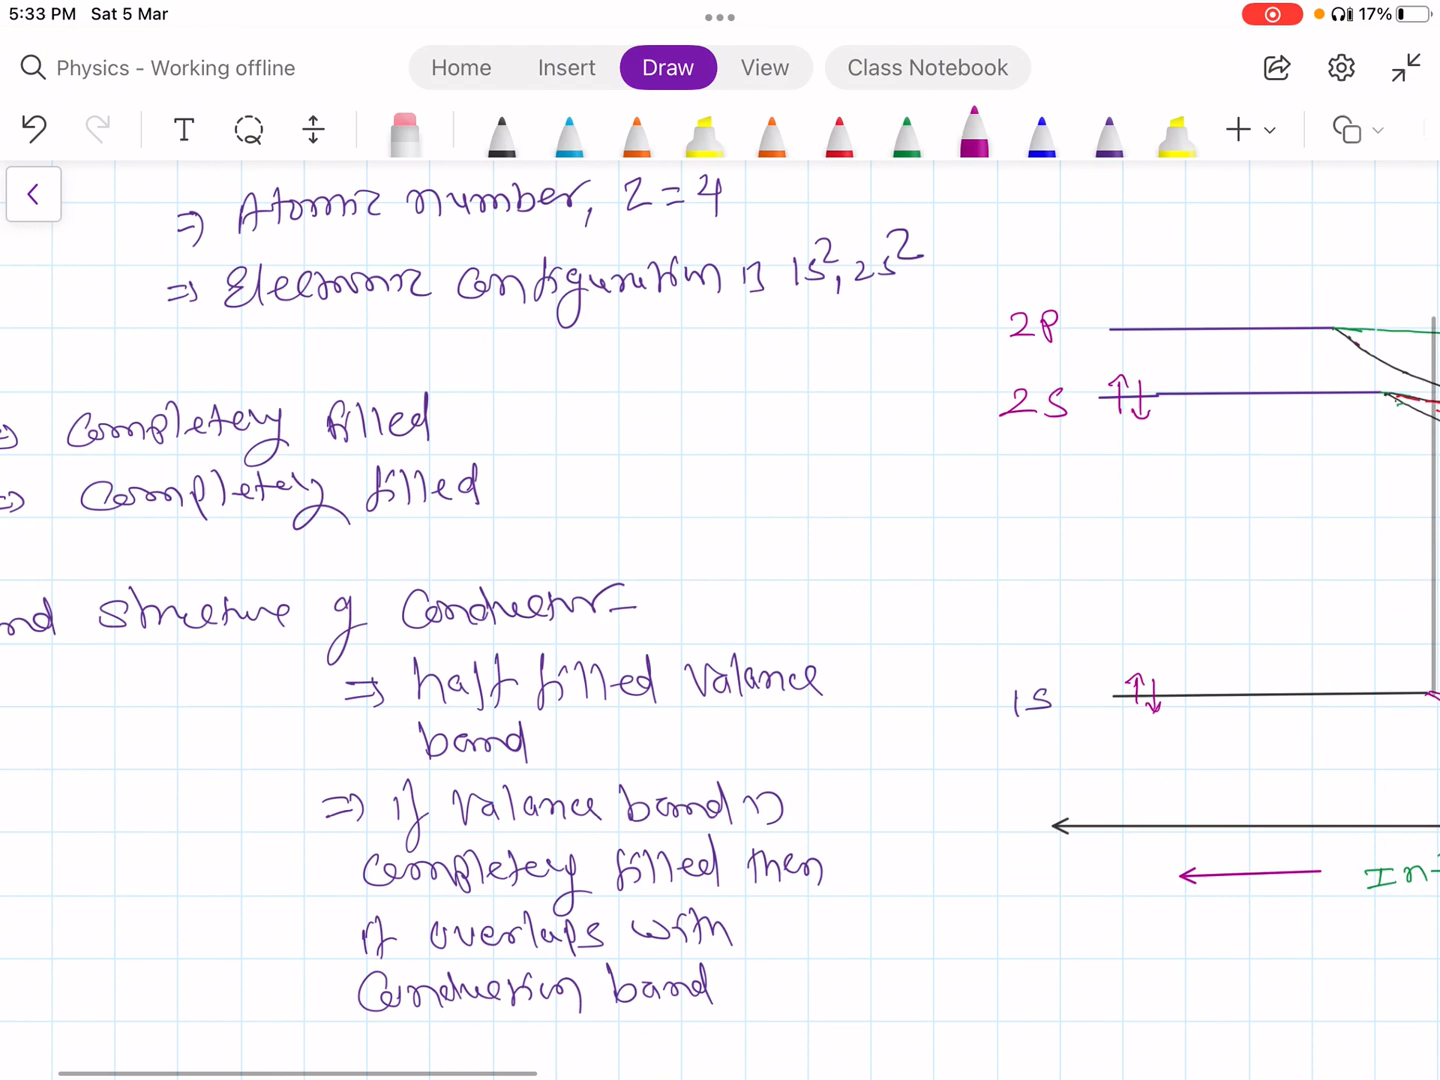 5:33 PM Sat 5 Mar
17%
Physics - Working offline
Home Insert Draw View Class Notebook
T
⇒ Atomic number, Z = 4
⇒ Electronic configuration is 1s², 2s²
2P
2S ↑↓
⇒ Completely filled
⇒ Completely filled
nd structure of Conductor -
⇒ half filled Valance
band
1S ↑↓
⇒ if Valance band is
Completely filled then
it overlaps with
Conduction band
In-